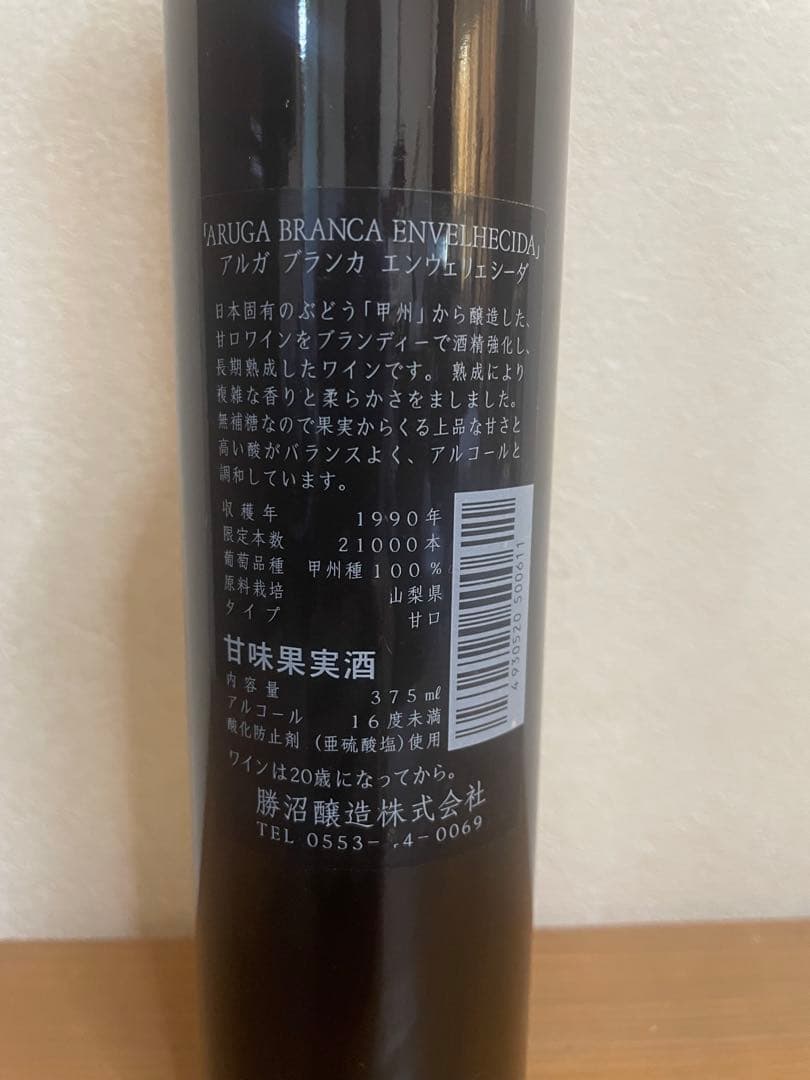 「ARUGA BRANCA ENVELHECIDA」
アルガ ブランカ エンヴェリェシーダ
日本固有のぶどう「甲州」から醸造した、
甘口ワインをブランディーで酒精強化し、
長期熟成したワインです。熟成により
複雑な香りと柔らかさをましました。
無補糖なので果実からくる上品な甘さと
高い酸がバランスよく、アルコールと
調和しています。
収穫年 1990年
限定本数 21000本
葡萄品種 甲州種100%
原料栽培 山梨県
タイプ 甘口
甘味果実酒
内容量 375㎖
アルコール 16度未満
酸化防止剤 (亜硫酸塩)使用
ワインは20歳になってから。
勝沼醸造株式会社
TEL 0553- 4-0069
4930520 500611